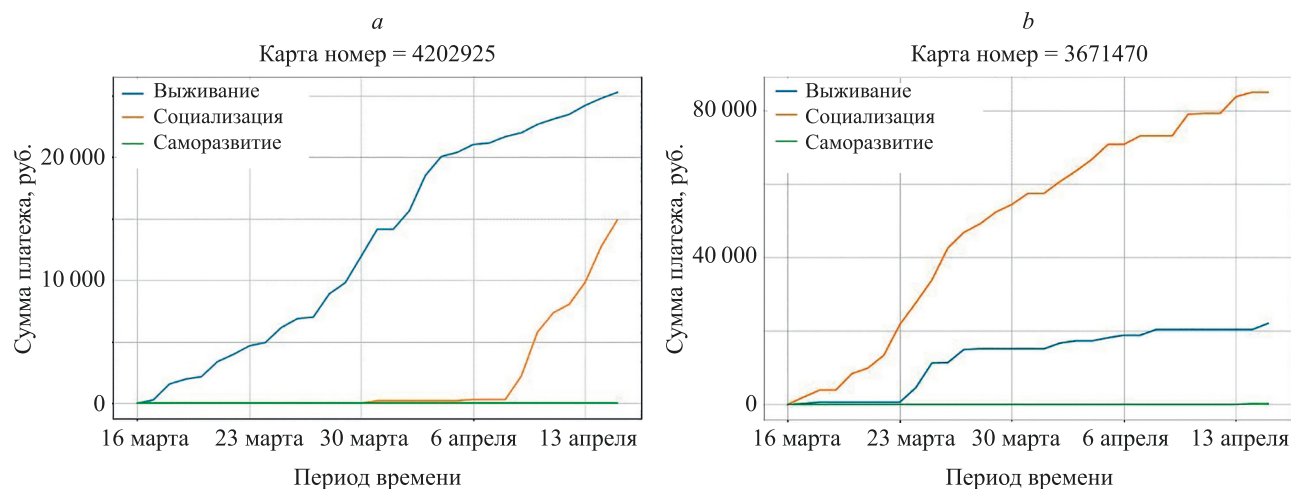 a
Карта номер = 4202925
Выживание
Социализация
Саморазвитие
20 000
10 000
0
Сумма платежа, руб.
16 марта
23 марта
30 марта
6 апреля
13 апреля
Период времени
b
Карта номер = 3671470
Выживание
Социализация
Саморазвитие
80 000
40 000
0
Сумма платежа, руб.
16 марта
23 марта
30 марта
6 апреля
13 апреля
Период времени